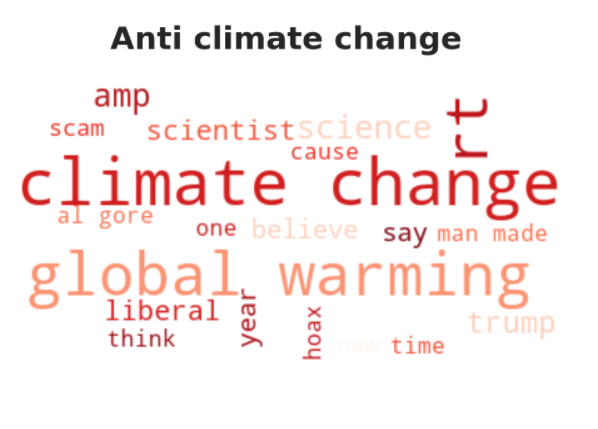 Anti climate change
amp
rt
scam scientist science
cause
climate change
al gore one believe say man made
global warming
liberal year hoax trump
think new time